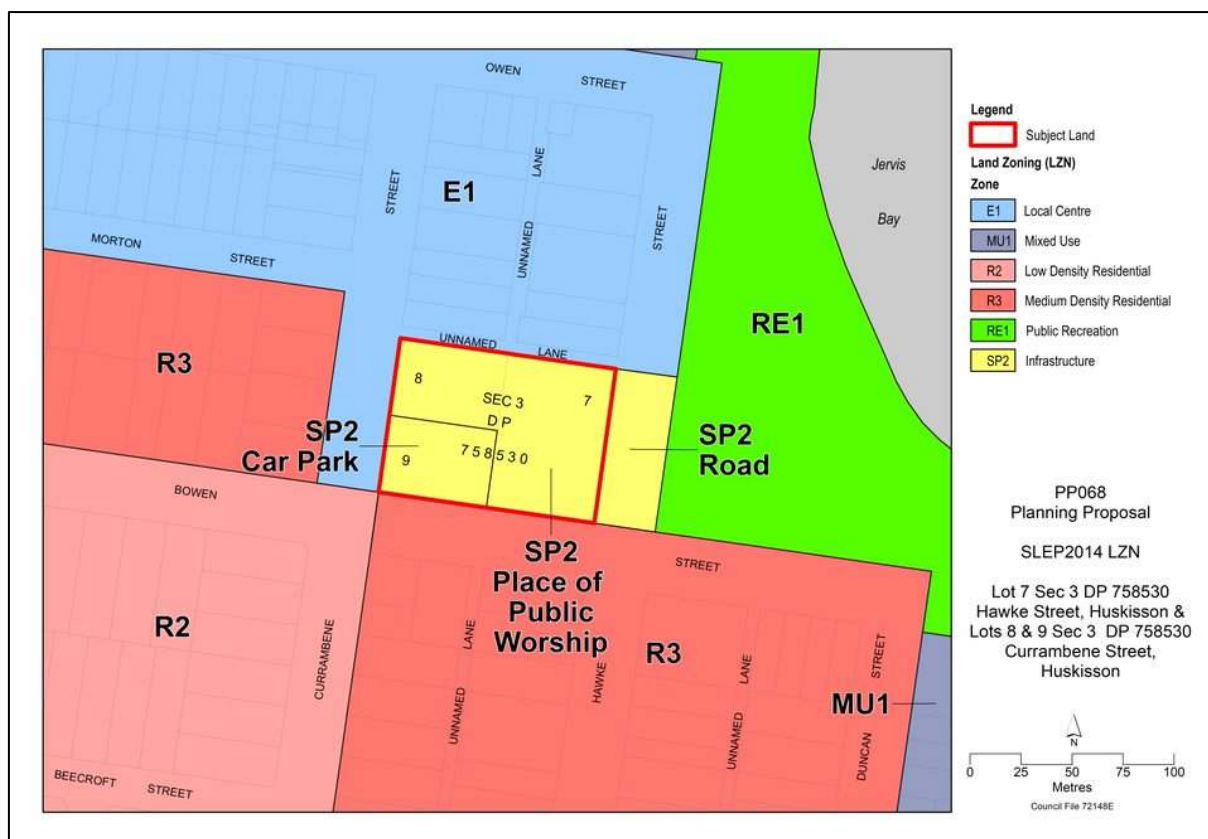 OWEN
STREET
STREET
E1
UNNAMED
LANE
STREET
MORTON
STREET
RE1
Jervis
Bay
R3
UNNAMED
LANE
8
SEC 3
7
D P
SP2
Car Park
9
7 5 8 5 3 0
SP2
Road
BOWEN
STREET
SP2
Place of
Public
Worship
R2
CURRAMBENE
UNNAMED
LANE
HAWKE
R3
UNNAMED
LANE
STREET
DUNCAN
MU1
BEECROFT
STREET
Legend
Subject Land
Land Zoning (LZN)
Zone
E1 Local Centre
MU1 Mixed Use
R2 Low Density Residential
R3 Medium Density Residential
RE1 Public Recreation
SP2 Infrastructure
PP068
Planning Proposal
SLEP2014 LZN
Lot 7 Sec 3 DP 758530
Hawke Street, Huskisson &
Lots 8 & 9 Sec 3 DP 758530
Currambene Street,
Huskisson
N
0 25 50 75 100
Metres
Council File 72148E